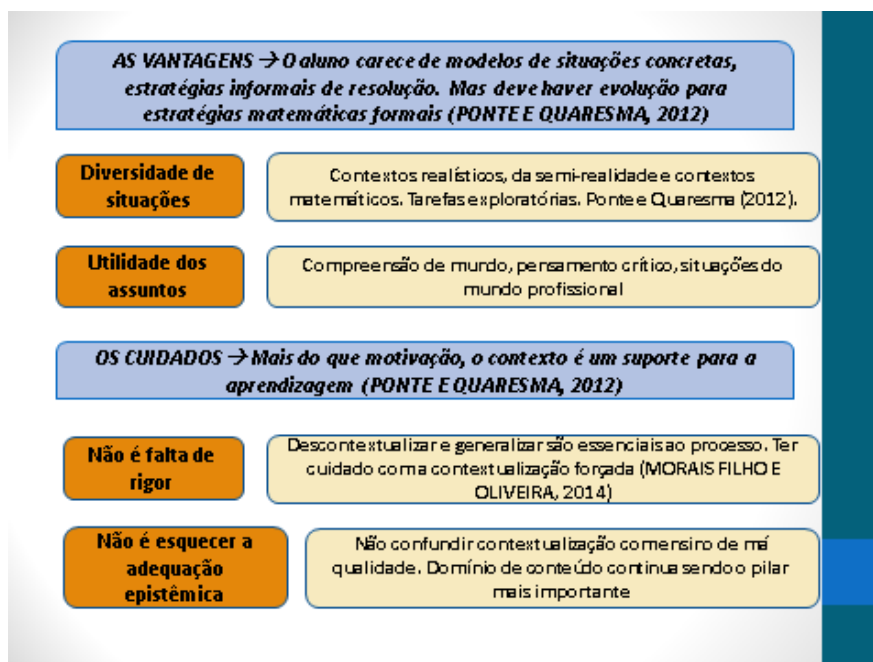 AS VANTAGENS → O aluno carece de modelos de situações concretas,
estratégias informais de resolução. Mas deve haver evolução para
estratégias matemáticas formais (PONTE E QUARESMA, 2012)
Diversidade de
situações
Contextos realísticos, da semi-realidade e contextos
matemáticos. Tarefas exploratórias. Ponte e Quaresma (2012).
Utilidade dos
assuntos
Compreensão de mundo, pensamento crítico, situações do
mundo profissional
OS CUIDADOS → Mais do que motivação, o contexto é um suporte para a
aprendizagem (PONTE E QUARESMA, 2012)
Não é falta de
rigor
Descontextualizar e generalizar são essenciais ao processo. Ter
cuidado com a contextualização forçada (MORAIS FILHO E
OLIVEIRA, 2014)
Não é esquecer a
adequação
epistêmica
Não confundir contextualização com ensino de má
qualidade. Domínio de conteúdo continua sendo o pilar
mais importante